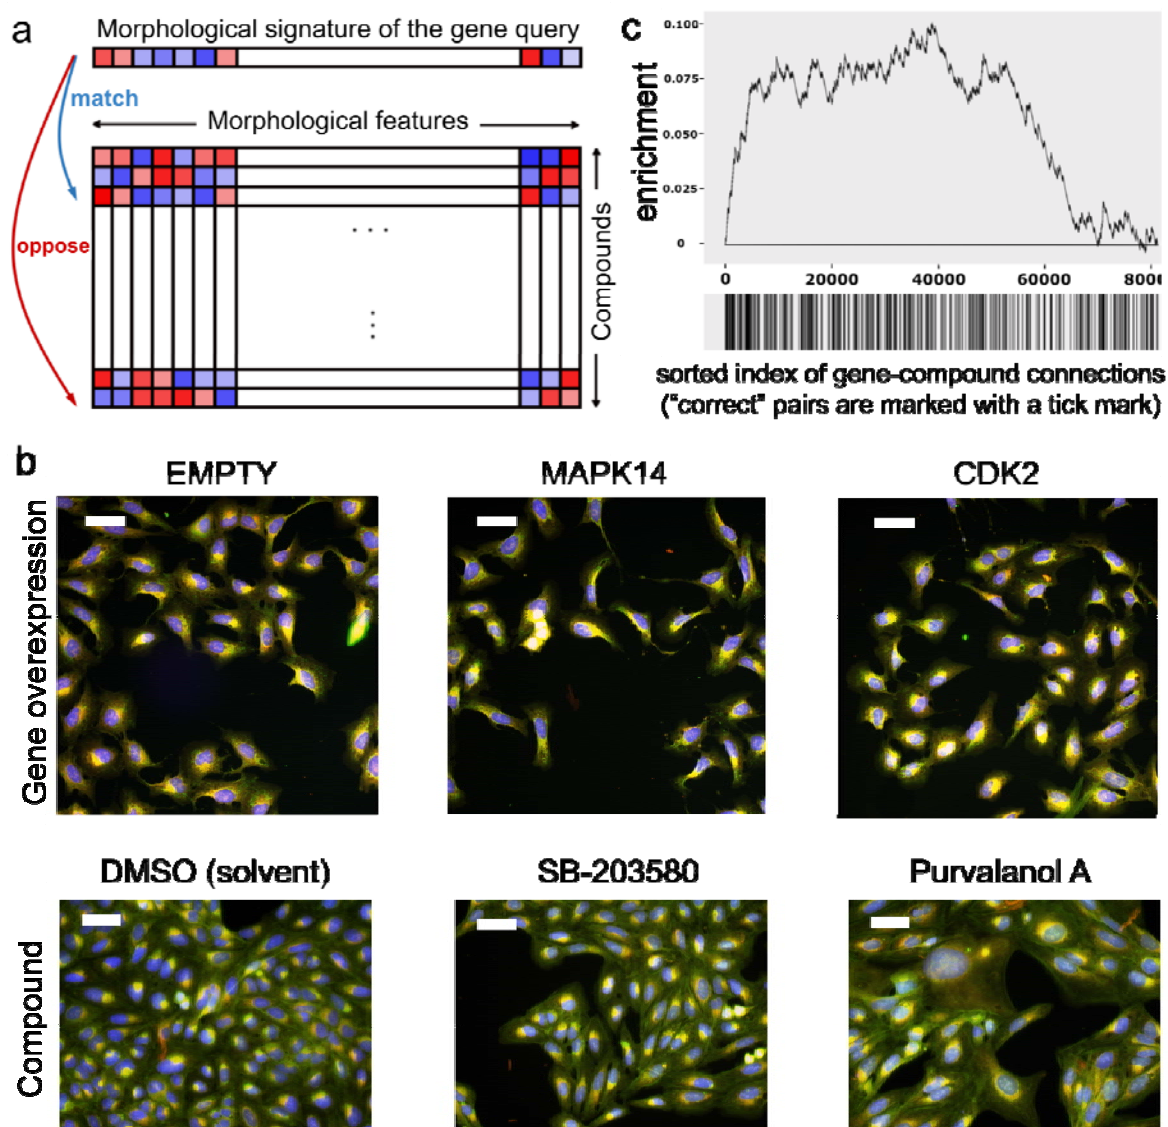 a
Morphological signature of the gene query
match
Morphological features
oppose
. . .
Compounds
c
enrichment
0.100
0.075
0.050
0.025
0
0 20000 40000 60000 8000
sorted index of gene-compound connections
("correct" pairs are marked with a tick mark)
b
EMPTY MAPK14 CDK2
Gene overexpression
DMSO (solvent) SB-203580 Purvalanol A
Compound